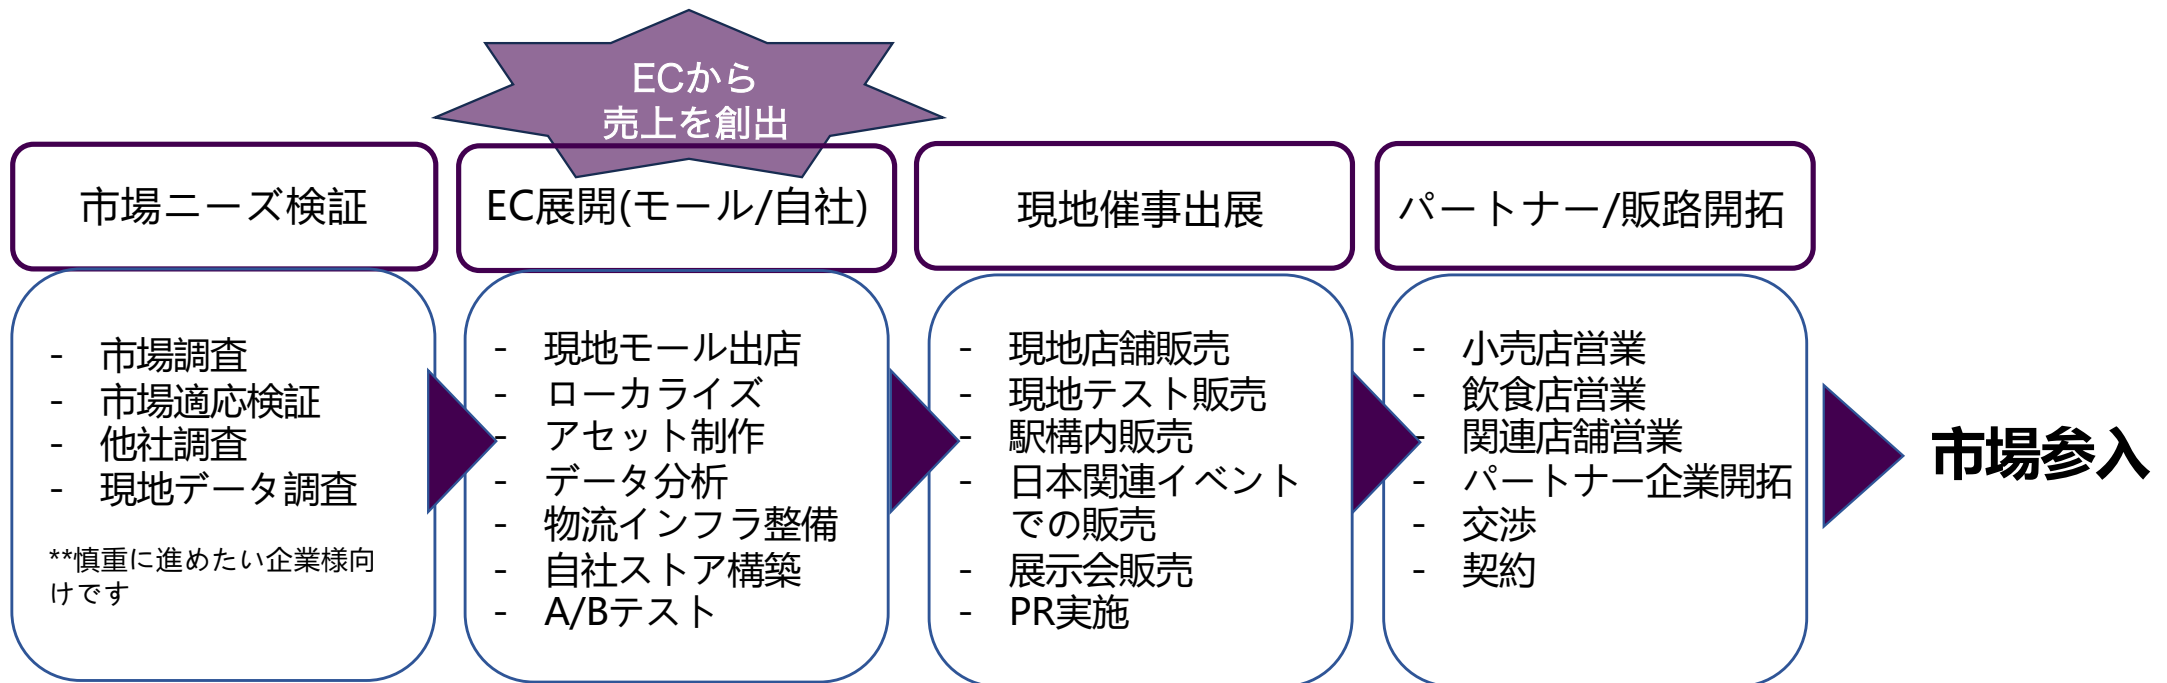 ECから
売上を創出
市場ニーズ検証
EC展開(モール/自社)
現地催事出展
パートナー/販路開拓
- 市場調査
- 市場適応検証
- 他社調査
- 現地データ調査
**慎重に進めたい企業様向
けです
- 現地モール出店
- ローカライズ
- アセット制作
- データ分析
- 物流インフラ整備
- 自社ストア構築
- A/Bテスト
- 現地店舗販売
- 現地テスト販売
- 駅構内販売
- 日本関連イベント
での販売
- 展示会販売
- PR実施
- 小売店営業
- 飲食店営業
- 関連店舗営業
- パートナー企業開拓
- 交渉
- 契約
市場参入